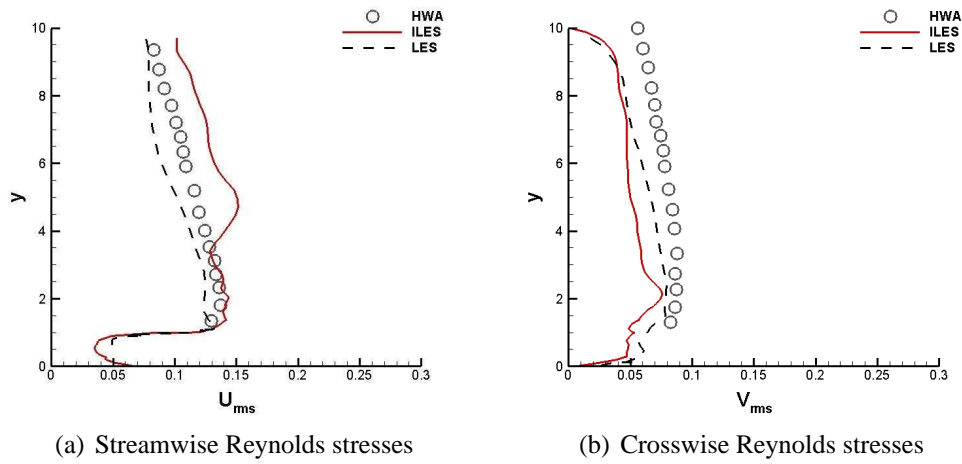 HWA
ILES
LES
10
8
6
4
2
0
y
0
0.05
0.1
0.15
0.2
0.25
0.3
Urms
(a) Streamwise Reynolds stresses
HWA
ILES
LES
10
8
6
4
2
0
y
0
0.05
0.1
0.15
0.2
0.25
0.3
Vrms
(b) Crosswise Reynolds stresses